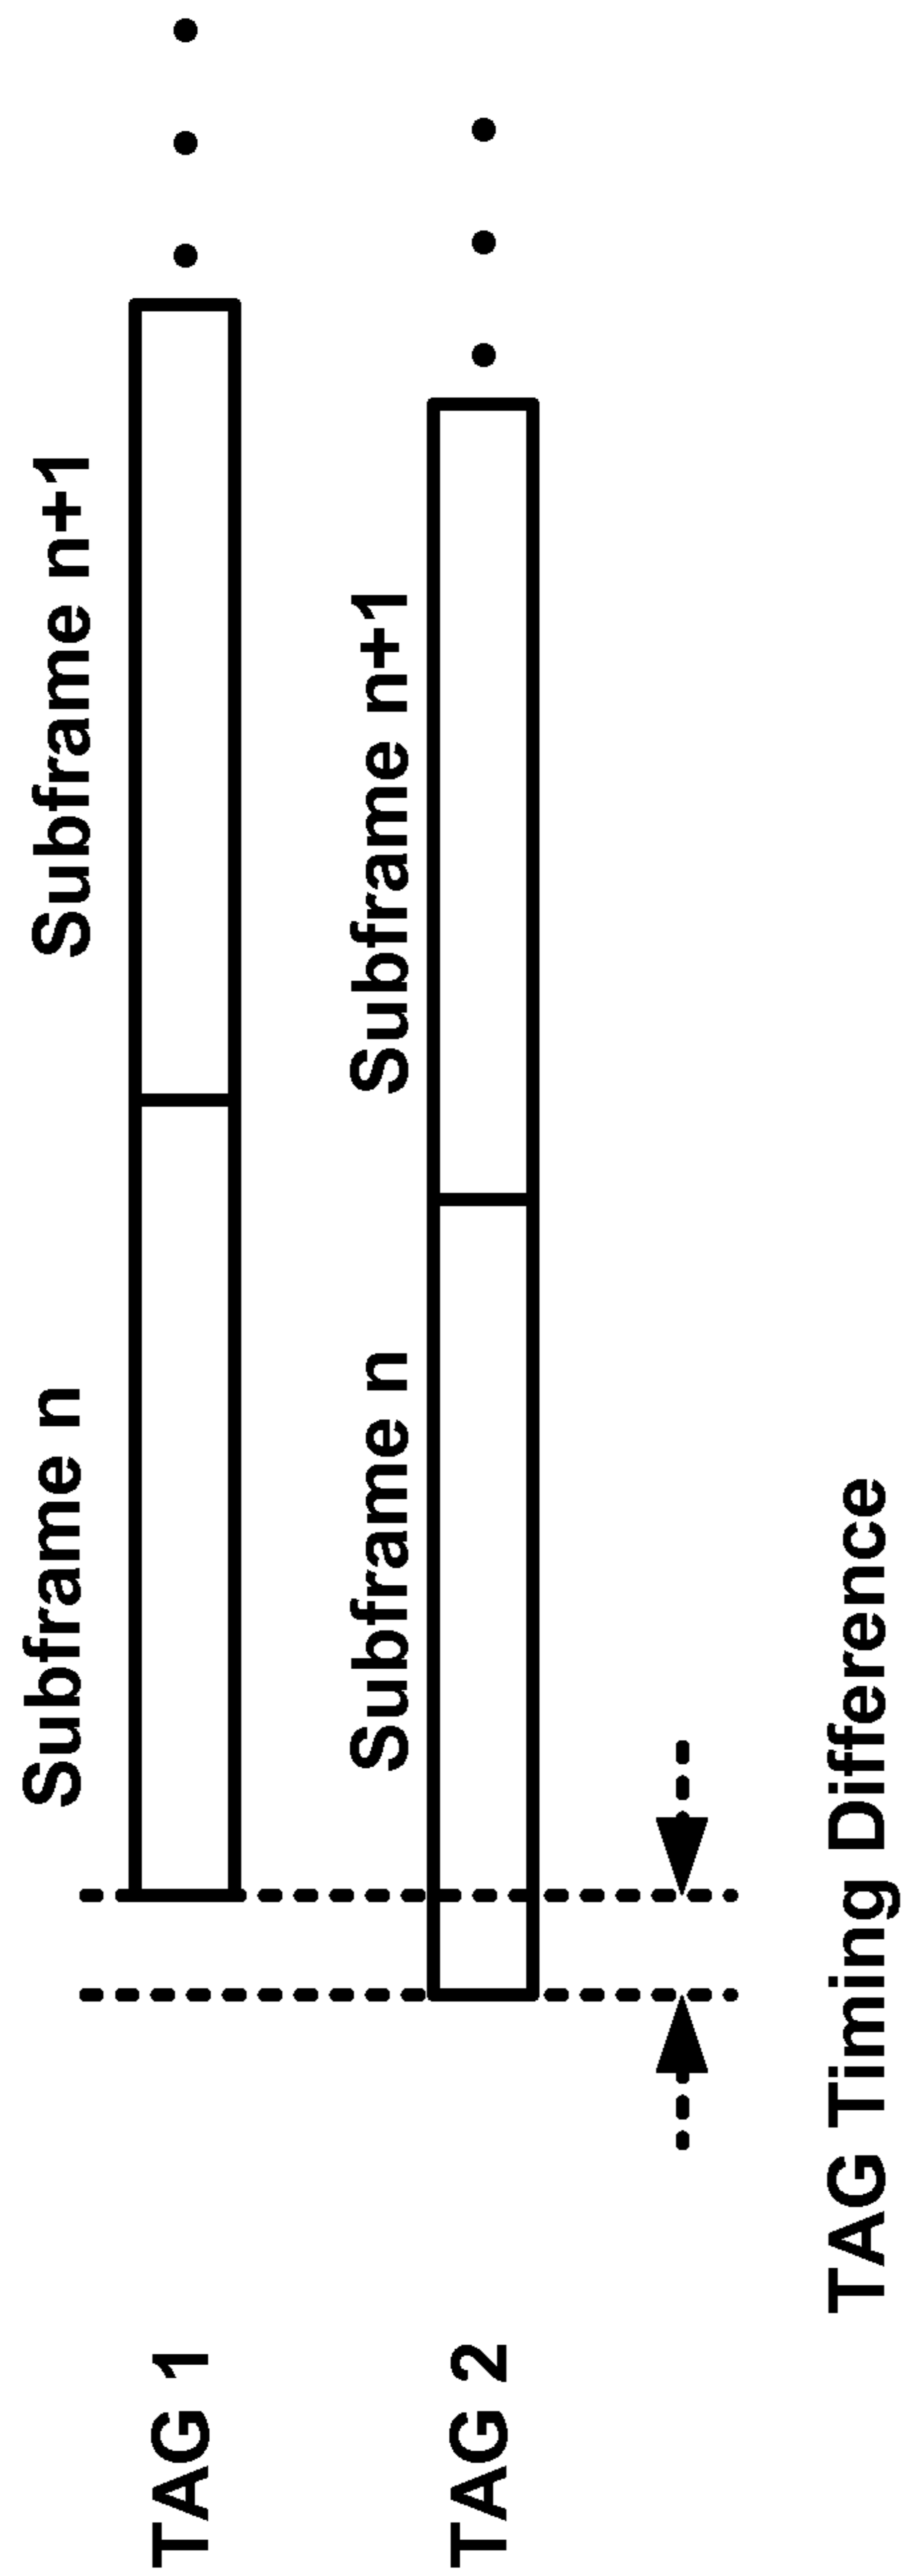 Subframe n
Subframe n+1
TAG 1
Subframe n
Subframe n+1
TAG 2
TAG Timing Difference